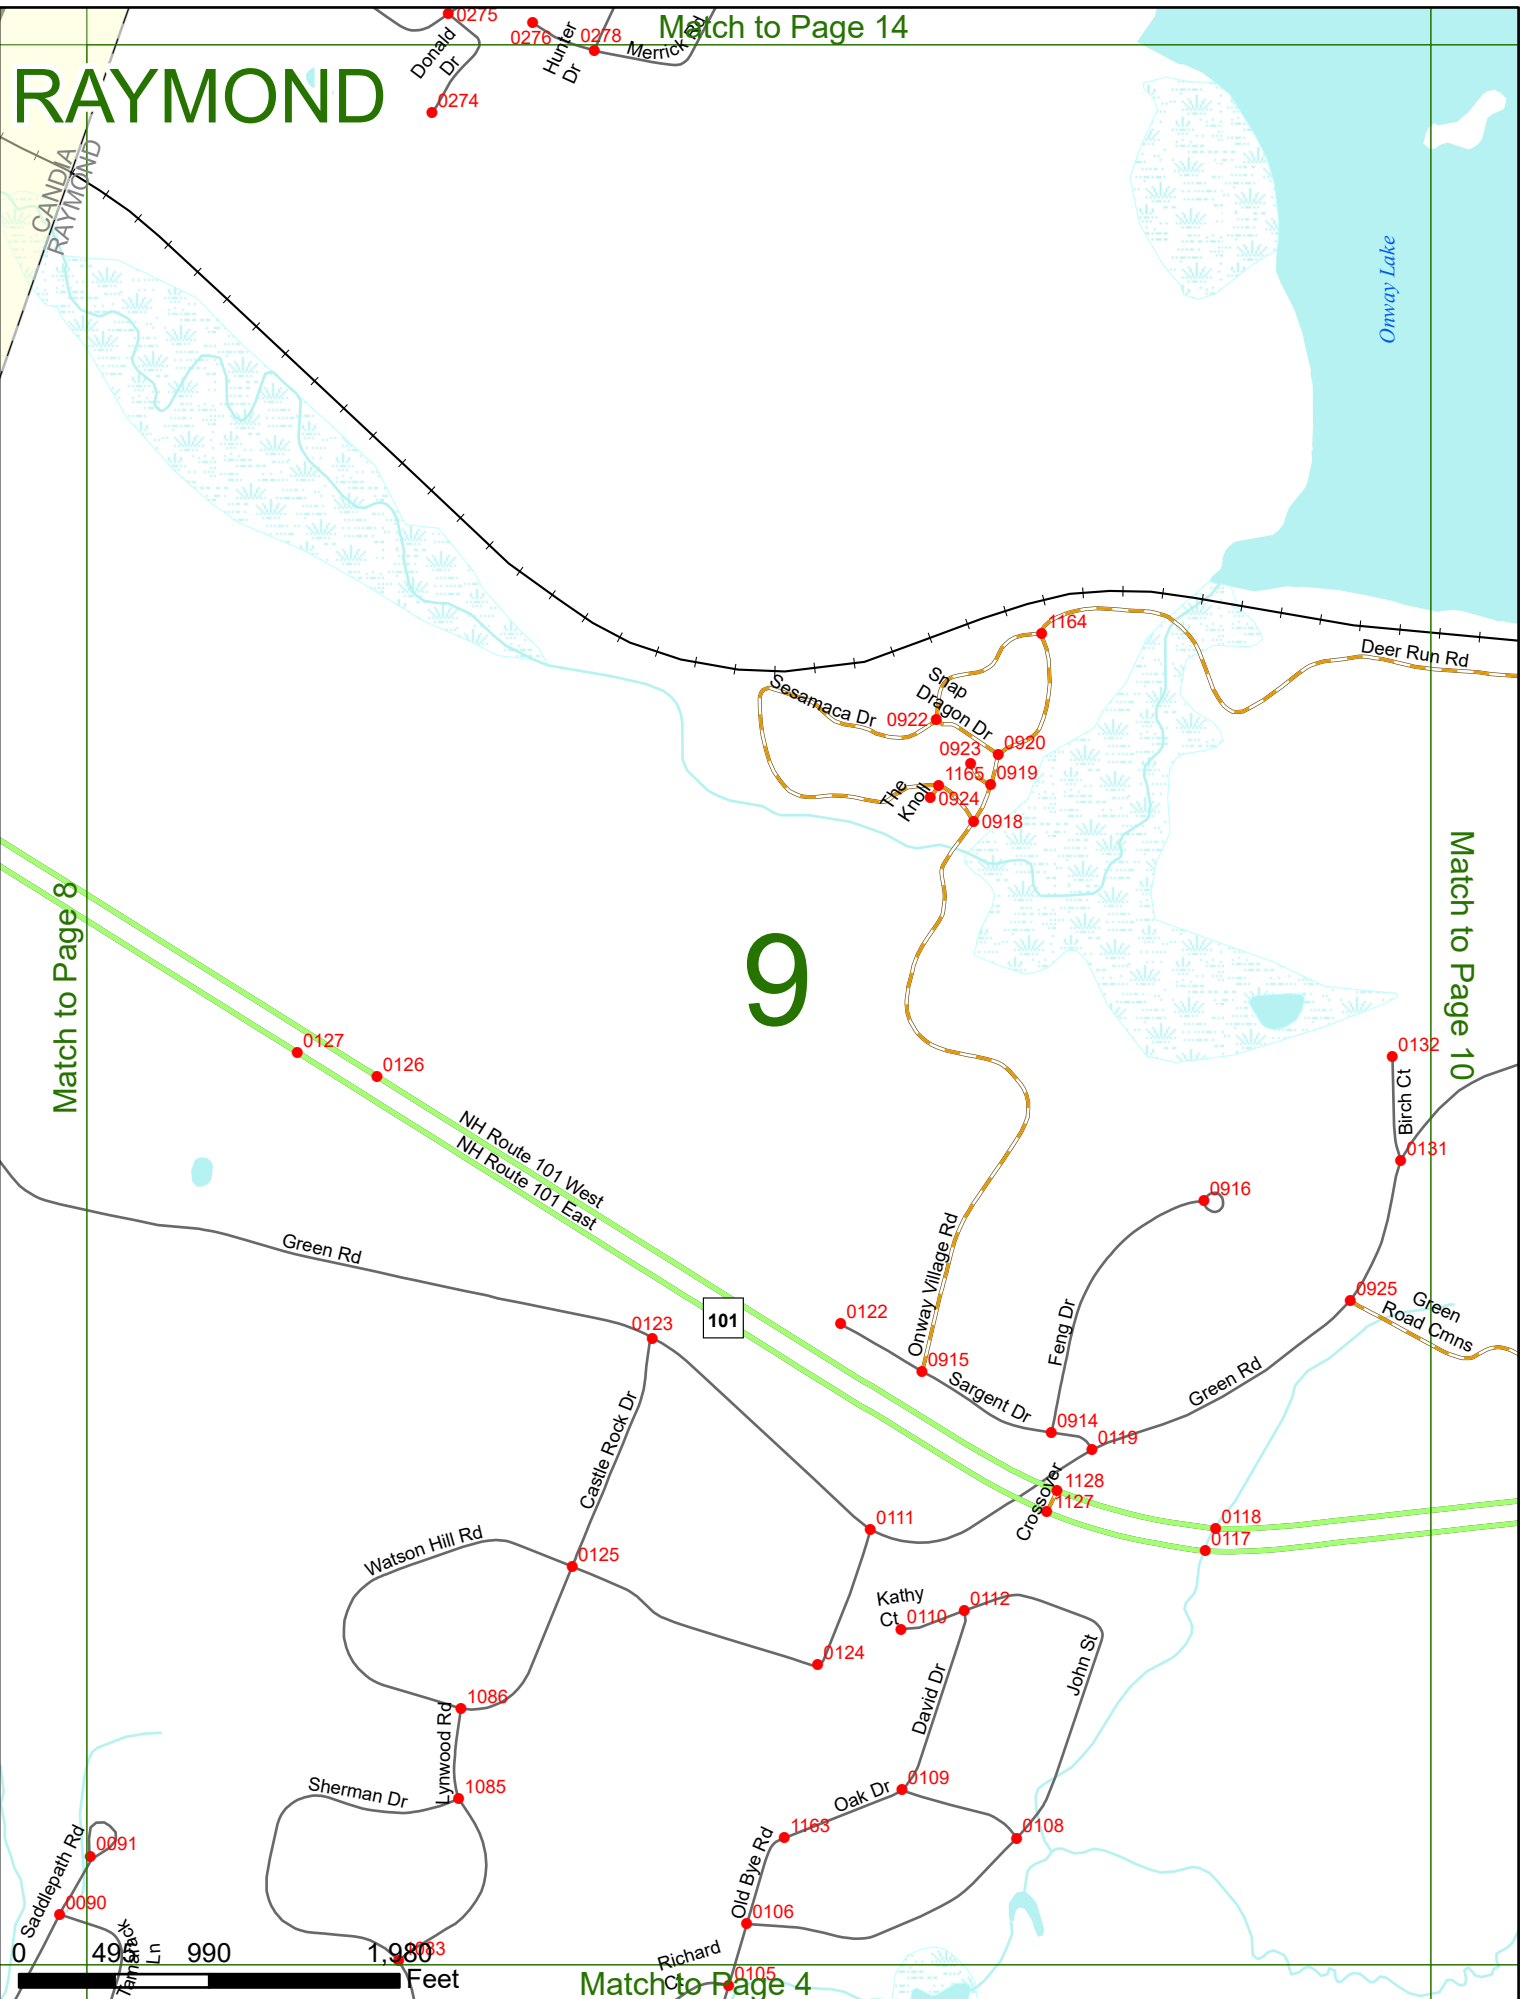 Match to Page 14
0275
0276
0278
Donald
Dr
Hunter
Dr
Merrick Rd
0274
RAYMOND
CANDIA
RAYMOND
Onway Lake
1164
Deer Run Rd
Snap
Dragon Dr
Sesamaca Dr
0922
0920
0923
1165
0919
The
Knoll
0924
0918
Match to Page 8
9
Match to Page 10
0127
0126
0132
Birch Ct
0131
NH Route 101 West
NH Route 101 East
0916
Green Rd
Onway Village Rd
0925
Green
Road Cmns
101
0122
0123
Feng Dr
0915
Sargent Dr
Green Rd
Castle Rock Dr
0914
0119
Crossover
1128
1127
0118
0117
0111
Watson Hill Rd
0125
Kathy
Ct
0110
0112
0124
John St
David Dr
1086
Lynwood Rd
Sherman Dr
1085
Oak Dr
0109
1163
0108
Saddlepath Rd
0091
Old Bye Rd
0090
0106
Tamarack
Ln
1083
Richard
Ct
0105
0 495 990 1,980
Feet
Match to Page 4